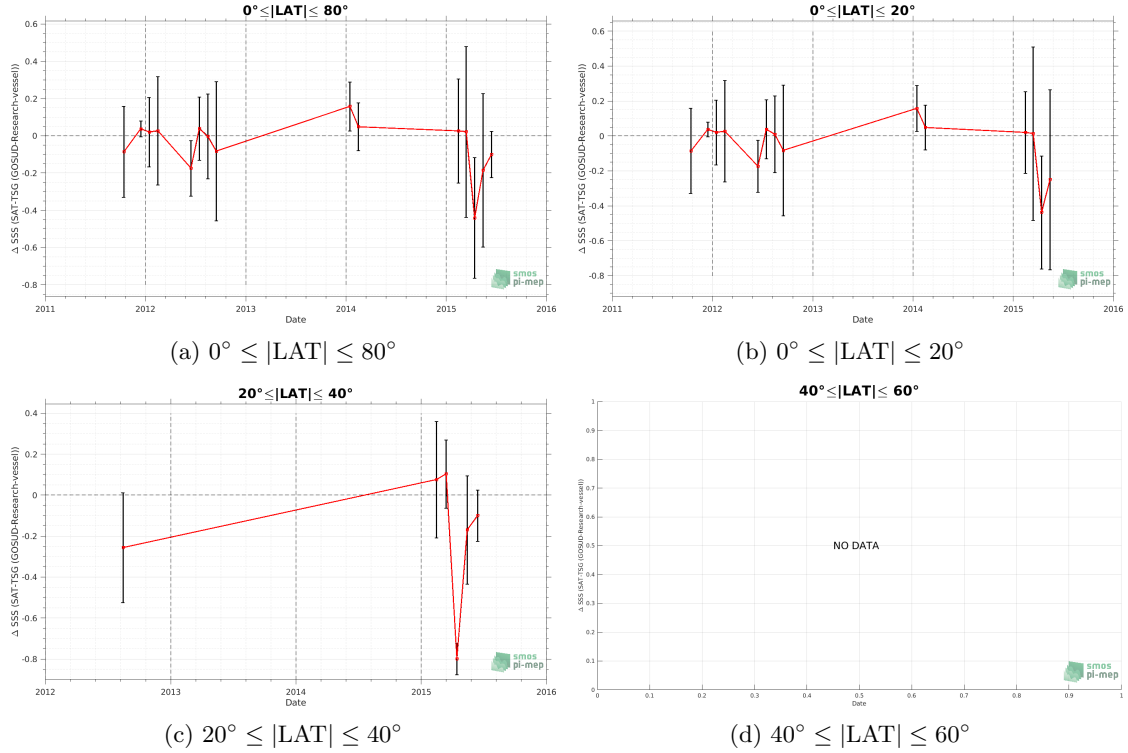 0°≤|LAT|≤ 80°
Δ SSS (SAT-TSG (GOSUD-Research-vessel))
0.6
0.4
0.2
0
-0.2
-0.4
-0.6
-0.8
2011 2012 2013 2014 2015 2016
Date
smos
pi-mep
(a) 0° ≤ |LAT| ≤ 80°
0°≤|LAT|≤ 20°
Δ SSS (SAT-TSG (GOSUD-Research-vessel))
0.6
0.4
0.2
0
-0.2
-0.4
-0.6
-0.8
2011 2012 2013 2014 2015 2016
Date
smos
pi-mep
(b) 0° ≤ |LAT| ≤ 20°
20°≤|LAT|≤ 40°
Δ SSS (SAT-TSG (GOSUD-Research-vessel))
0.4
0.2
0
-0.2
-0.4
-0.6
-0.8
2012 2013 2014 2015 2016
Date
smos
pi-mep
(c) 20° ≤ |LAT| ≤ 40°
40°≤|LAT|≤ 60°
Δ SSS (SAT-TSG (GOSUD-Research-vessel))
1
0.9
0.8
0.7
0.6
0.5
0.4
0.3
0.2
0.1
0
NO DATA
0 0.1 0.2 0.3 0.4 0.5 0.6 0.7 0.8 0.9 1
Date
smos
pi-mep
(d) 40° ≤ |LAT| ≤ 60°